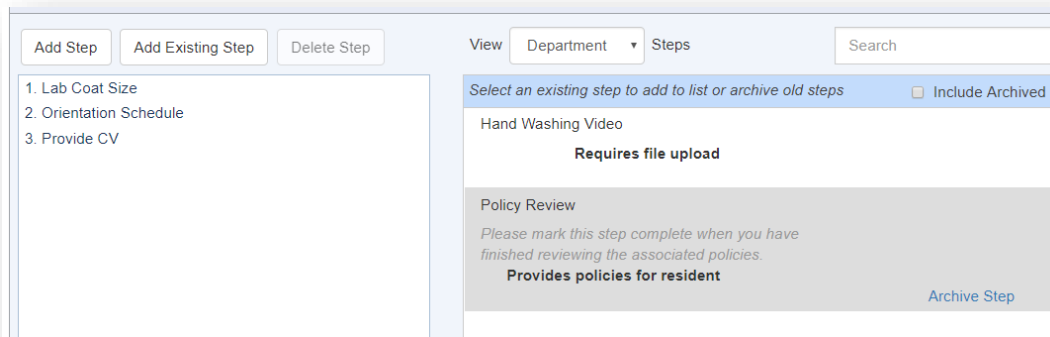 Add Step Add Existing Step Delete Step
1. Lab Coat Size
2. Orientation Schedule
3. Provide CV
View Department Steps Search
Select an existing step to add to list or archive old steps Include Archived
Hand Washing Video
Requires file upload
Policy Review
Please mark this step complete when you have
finished reviewing the associated policies.
Provides policies for resident
Archive Step